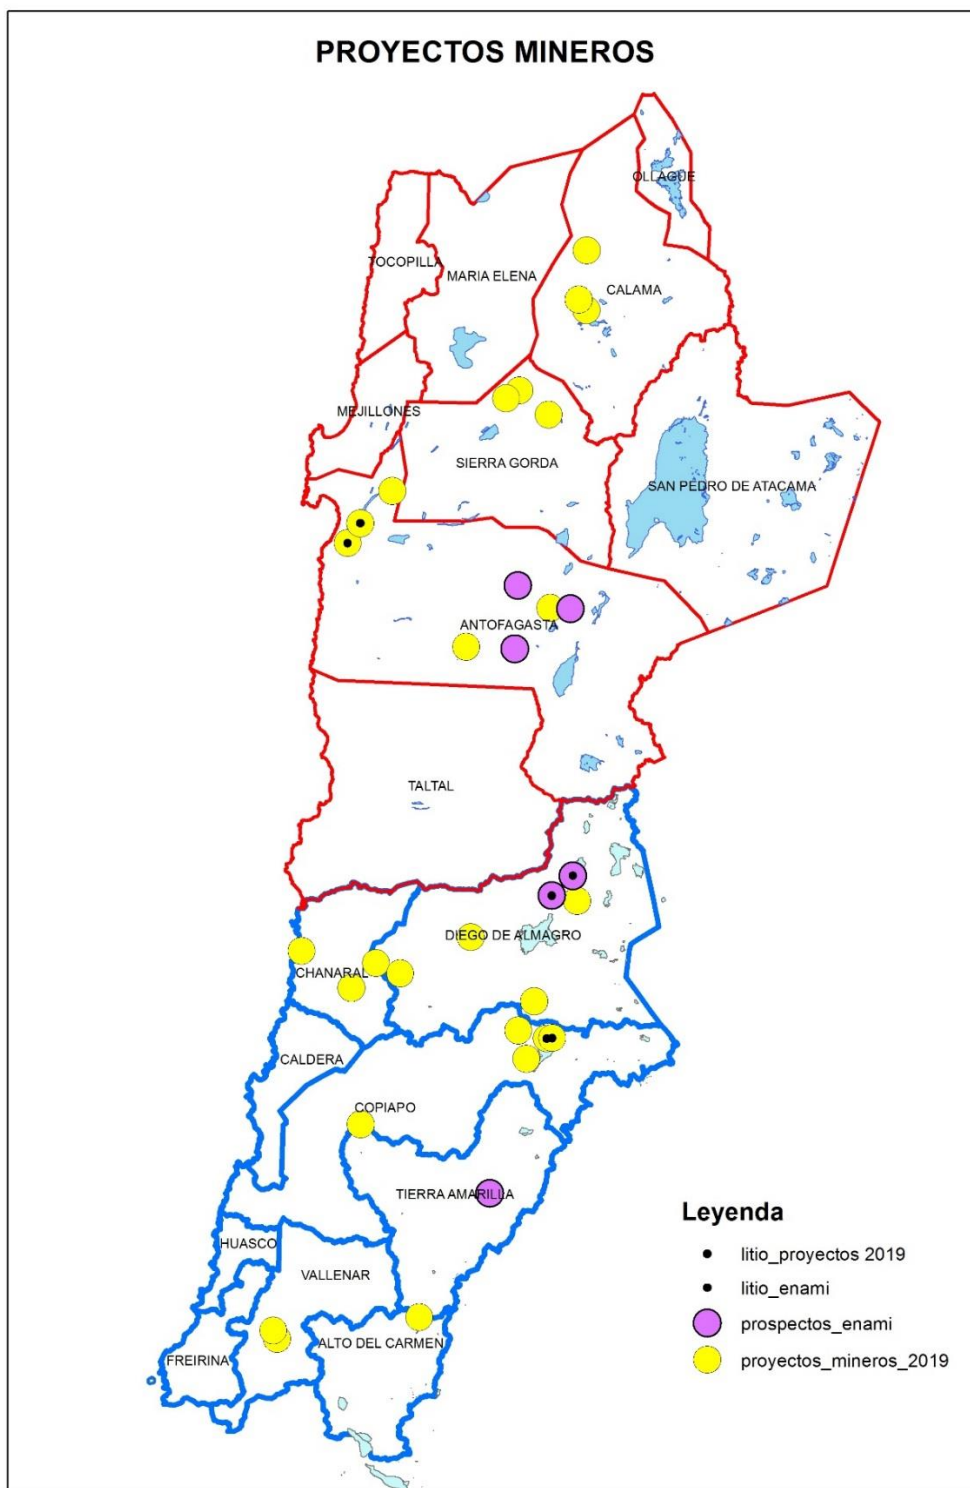 PROYECTOS MINEROS
OLLAGÜE
TOCOPILLA
MARIA ELENA
CALAMA
MEJILLONES
SIERRA GORDA
SAN PEDRO DE ATACAMA
ANTOFAGASTA
TALTAL
DIEGO DE ALMAGRO
CHANARAL
CALDERA
COPIAPO
TIERRA AMARILLA
HUASCO
VALLENAR
ALTO DEL CARMEN
FREIRINA
Leyenda
litio_proyectos 2019
litio_enami
prospectos_enami
proyectos_mineros_2019